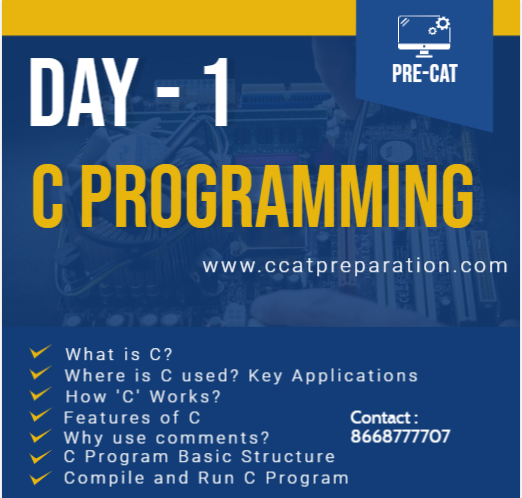 PRE-CAT
DAY - 1
C PROGRAMMING
www.ccatpreparation.com
What is C?
Where is C used? Key Applications
How 'C' Works?
Features of C
Why use comments?
C Program Basic Structure
Compile and Run C Program
Contact :
8668777707